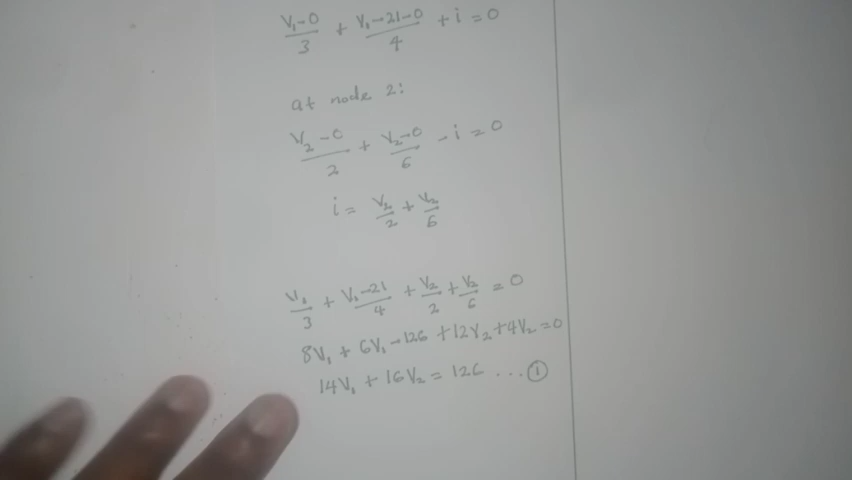 (V₁-0)/3 + (V₁-21-0)/4 + i = 0
at node 2:
(V₂-0)/2 + (V₂-0)/6 - i = 0
i = V₂/2 + V₂/6
V₁/3 + (V₁-21)/4 + V₂/2 + V₂/6 = 0
8V₁ + 6V₁ - 126 + 12V₂ + 4V₂ = 0
14V₁ + 16V₂ = 126 ... ①